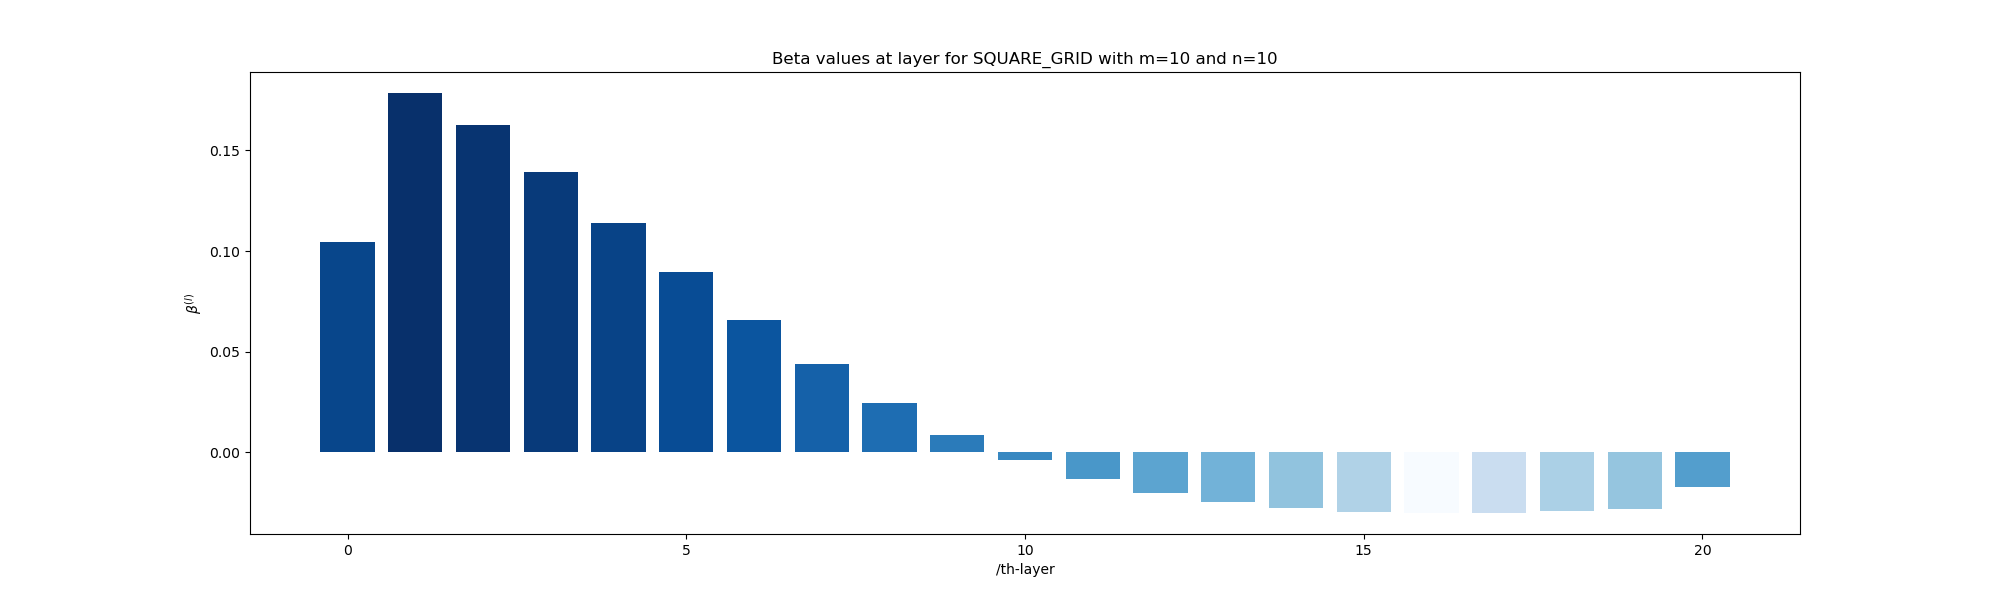 Beta values at layer for SQUARE_GRID with m=10 and n=10
0.15
0.10
0.05
0.00
β⁽ˡ⁾
0 5 10 15 20
/th-layer